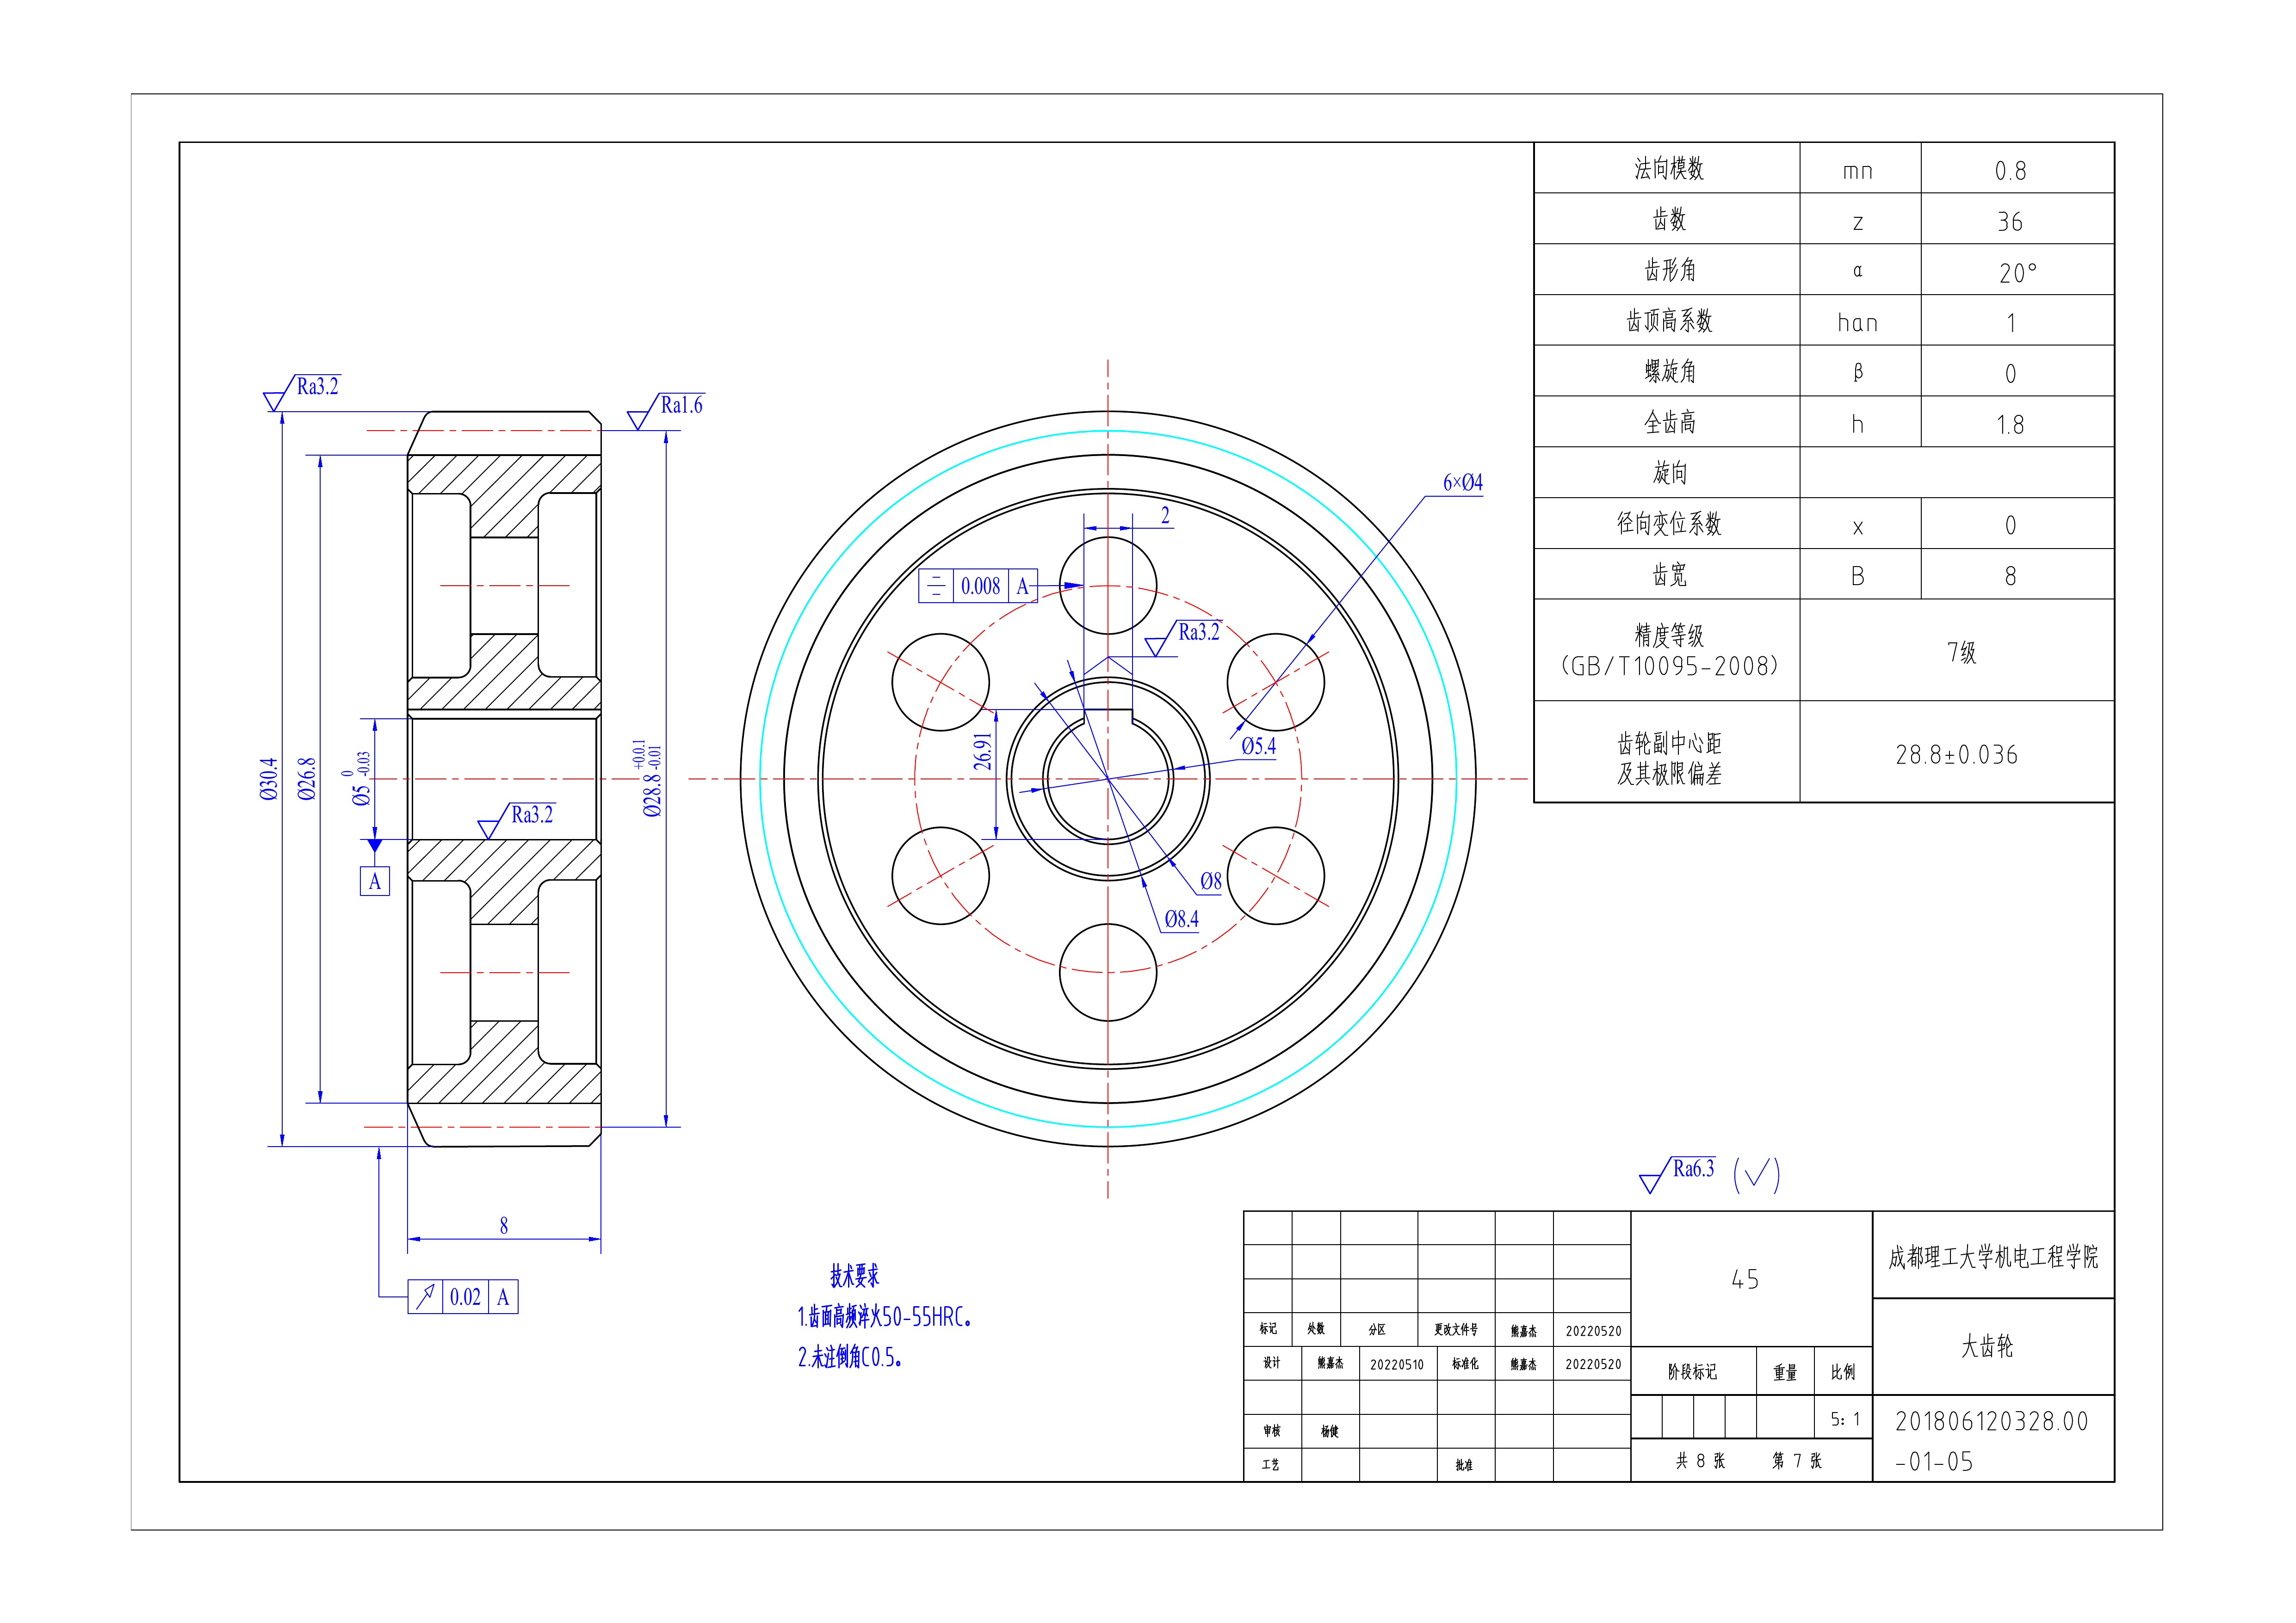 法向模数 mn 0.8
齿数 z 36
齿形角 α 20°
齿顶高系数 han 1
螺旋角 β 0
全齿高 h 1.8
旋向
径向变位系数 x 0
齿宽 B 8
精度等级
(GB/T10095-2008)
7级
齿轮副中心距
及其极限偏差
28.8±0.036
Ra3.2
Ra1.6
Ø30.4
Ø26.8
Ø5 0 -0.03
Ø28.8 +0.1 -0.01
Ra3.2
A
8
0.02 A
6×Ø4
2
0.008 A
Ra3.2
26.91
Ø5.4
Ø8
Ø8.4
技术要求
1.齿面高频淬火50-55HRC。
2.未注倒角C0.5。
Ra6.3 (√)
标记 处数 分区 更改文件号 熊嘉杰 20220520
设计 熊嘉杰 20220510 标准化 熊嘉杰 20220520
审核 杨健
工艺 批准
45
阶段标记 重量 比例
5:1
共 8 张 第 7 张
成都理工大学机电工程学院
大齿轮
201806120328.00
-01-05